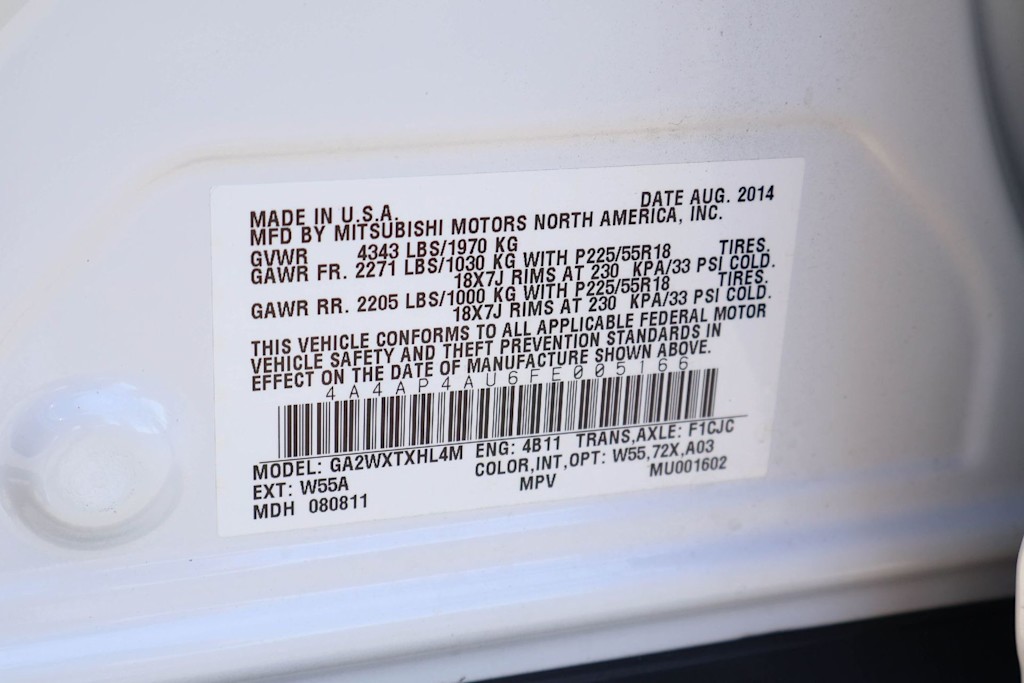 MADE IN U.S.A. DATE AUG. 2014
MFD BY MITSUBISHI MOTORS NORTH AMERICA, INC.
GVWR 4343 LBS/1970 KG
GAWR FR. 2271 LBS/1030 KG WITH P225/55R18 TIRES.
18X7J RIMS AT 230 KPA/33 PSI COLD.
GAWR RR. 2205 LBS/1000 KG WITH P225/55R18 TIRES.
18X7J RIMS AT 230 KPA/33 PSI COLD.
THIS VEHICLE CONFORMS TO ALL APPLICABLE FEDERAL MOTOR
VEHICLE SAFETY AND THEFT PREVENTION STANDARDS IN
EFFECT ON THE DATE OF MANUFACTURE SHOWN ABOVE.
4A4AP4AU6FE005166
MODEL: GA2WXTXHL4M ENG: 4B11 TRANS,AXLE: F1CJC
EXT: W55A COLOR,INT,OPT: W55,72X,A03
MDH 080811 MPV MU001602